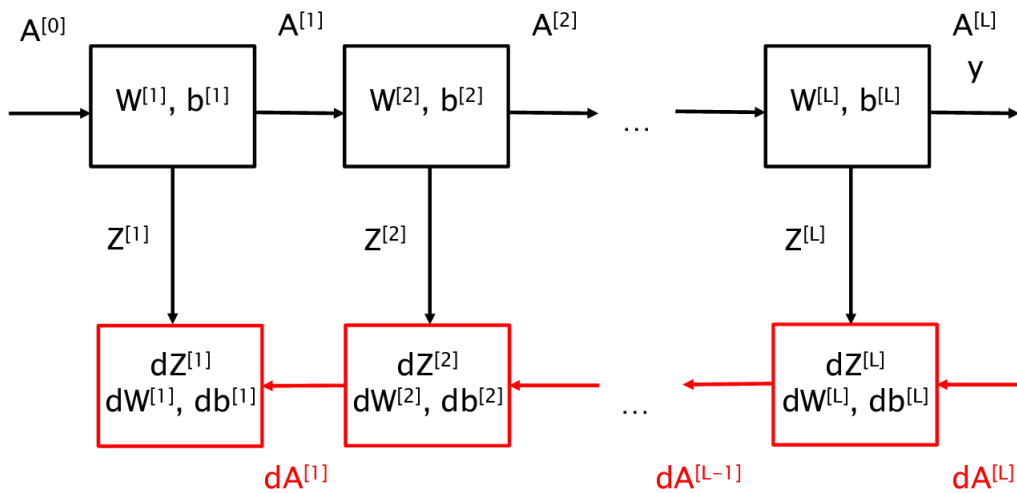 A[0] A[1] A[2] A[L]
y
W[1], b[1] W[2], b[2] ... W[L], b[L]
Z[1] Z[2] Z[L]
dZ[1] dZ[2] dZ[L]
dW[1], db[1] dW[2], db[2] ... dW[L], db[L]
dA[1] dA[L-1] dA[L]